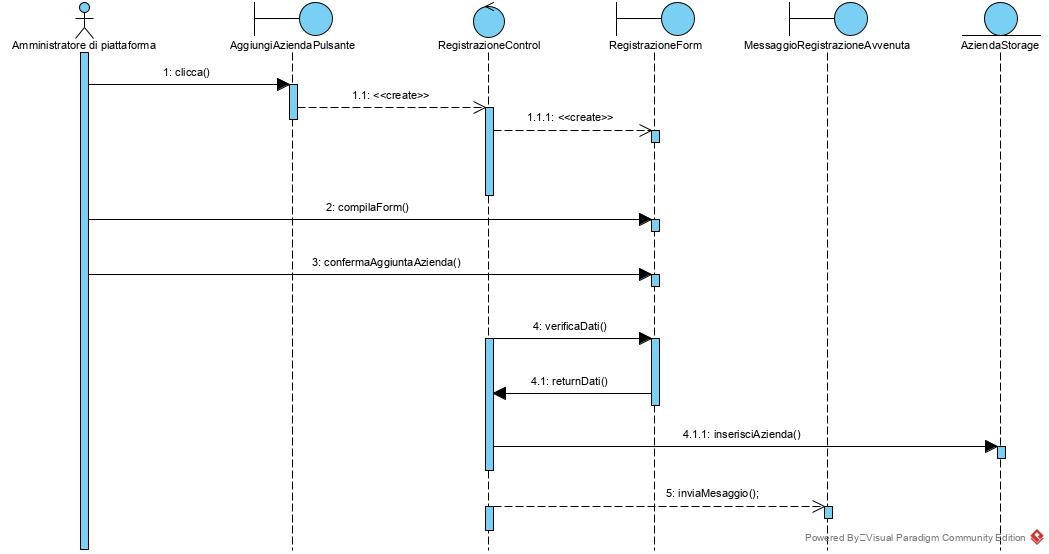 Amministratore di piattaforma
AggiungiAziendaPulsante
RegistrazioneControl
RegistrazioneForm
MessaggioRegistrazioneAvvenuta
AziendaStorage
1: clicca()
1.1: <<create>>
1.1.1: <<create>>
2: compilaForm()
3: confermaAggiuntaAzienda()
4: verificaDati()
4.1: returnDati()
4.1.1: inserisciAzienda()
5: inviaMesaggio();
Powered By Visual Paradigm Community Edition